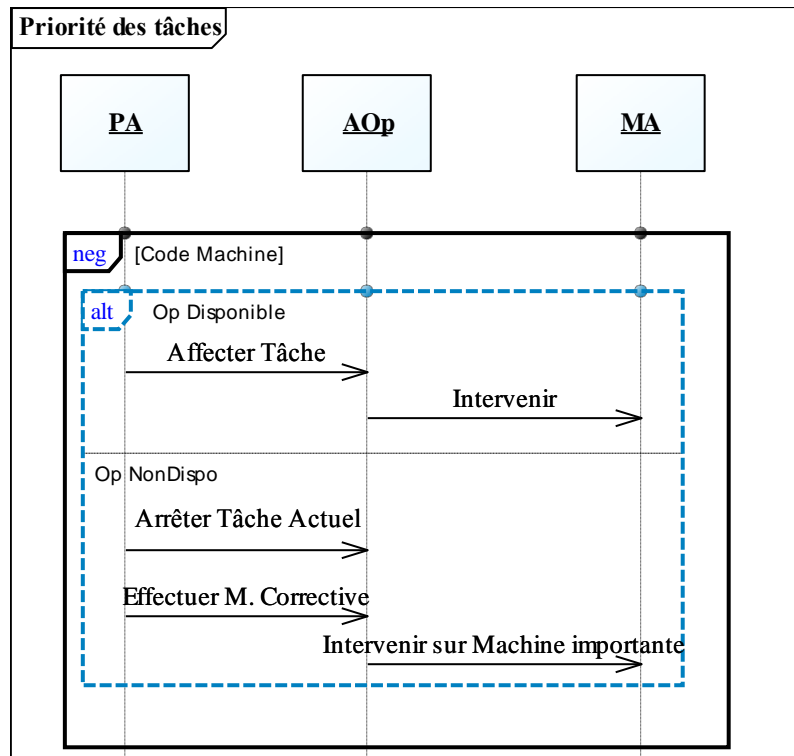 Priorité des tâches
PA
AOp
MA
neg
[Code Machine]
alt
Op Disponible
Affecter Tâche
Intervenir
Op NonDispo
Arrêter Tâche Actuel
Effectuer M. Corrective
Intervenir sur Machine importante